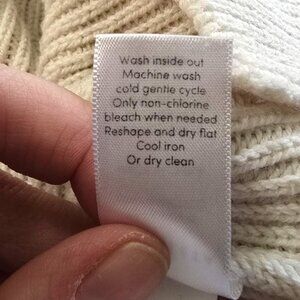 Wash inside out
Machine wash
cold gentle cycle
Only non-chlorine
bleach when needed
Reshape and dry flat
Cool iron
Or dry clean